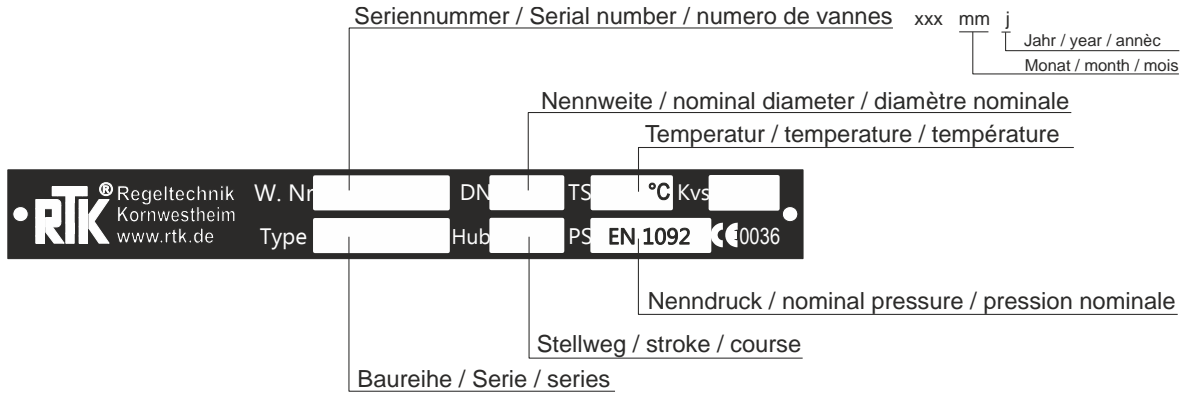 Seriennummer / Serial number / numero de vannes xxx mm j
Jahr / year / annèc
Monat / month / mois
Nennweite / nominal diameter / diamètre nominale
Temperatur / temperature / température
RTK ® Regeltechnik
Kornwestheim
www.rtk.de
W. Nr DN TS °C Kvs
Type Hub PS EN 1092 CE 0036
Nenndruck / nominal pressure / pression nominale
Stellweg / stroke / course
Baureihe / Serie / series